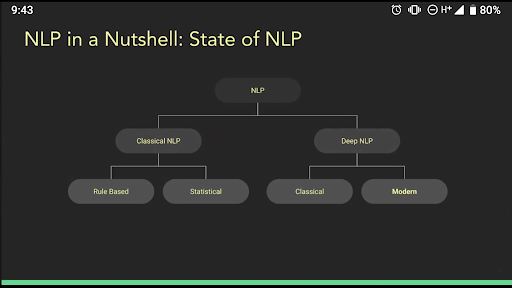 9:43
H+ 80%
NLP in a Nutshell: State of NLP
NLP
Classical NLP
Deep NLP
Rule Based
Statistical
Classical
Modern